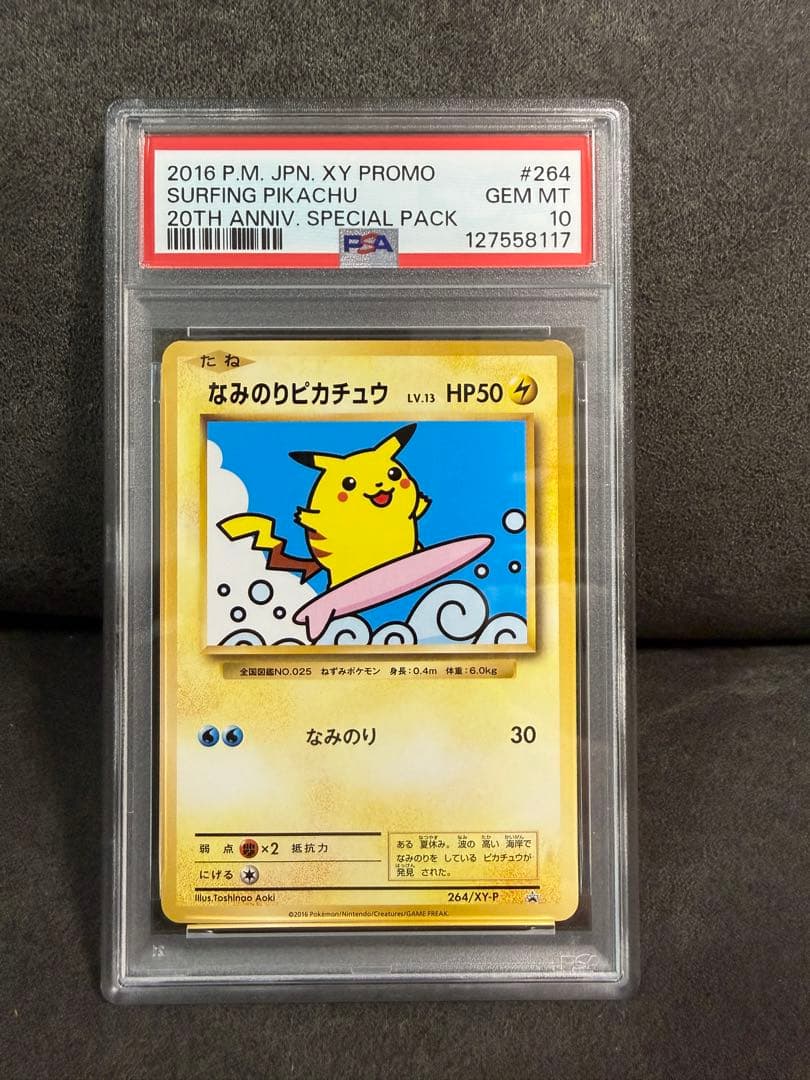 2016 P.M. JPN. XY PROMO #264
SURFING PIKACHU GEM MT
20TH ANNIV. SPECIAL PACK 10
PSA 127558117
たね
なみのりピカチュウ LV.13 HP50
全国図鑑NO.025 ねずみポケモン 身長:0.4m 体重:6.0kg
なみのり 30
弱点 ×2 抵抗力
にげる
ある 夏休み。波の 高い 海岸で
なみのりを している ピカチュウが
発見 された。
Illus.Toshinao Aoki 264/XY-P
©2016 Pokémon/Nintendo/Creatures/GAME FREAK.
PSA